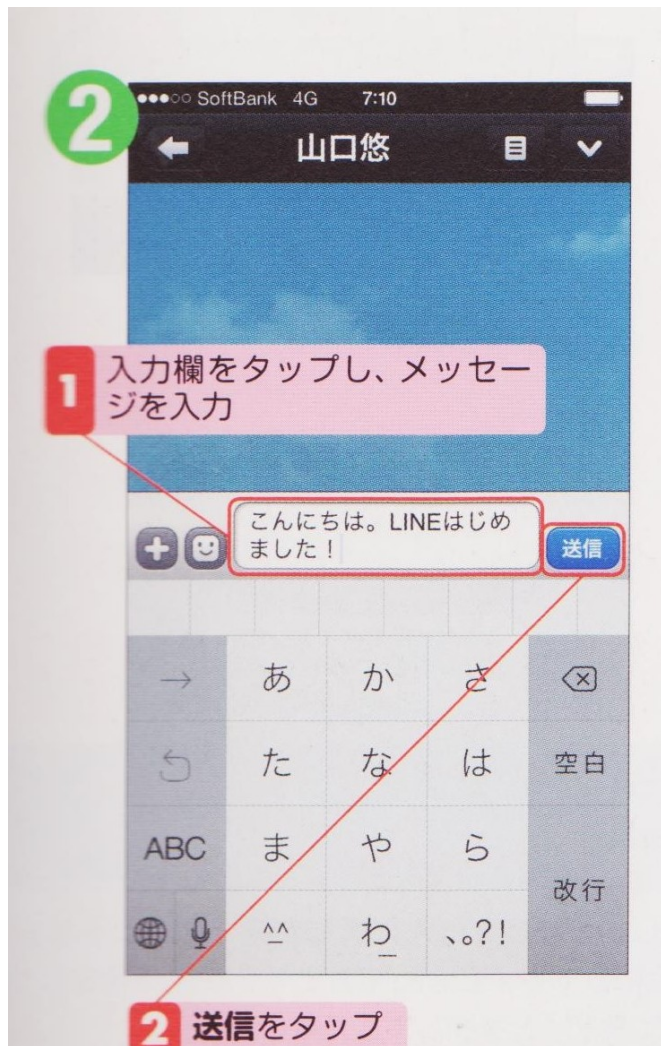 2
SoftBank 4G 7:10
山口悠
1 入力欄をタップし、メッセー
ジを入力
こんにちは。LINEはじめ
ました！
送信
→ あ か さ
た な は 空白
ABC ま や ら
改行
^^ わ 、。?!
2 送信をタップ